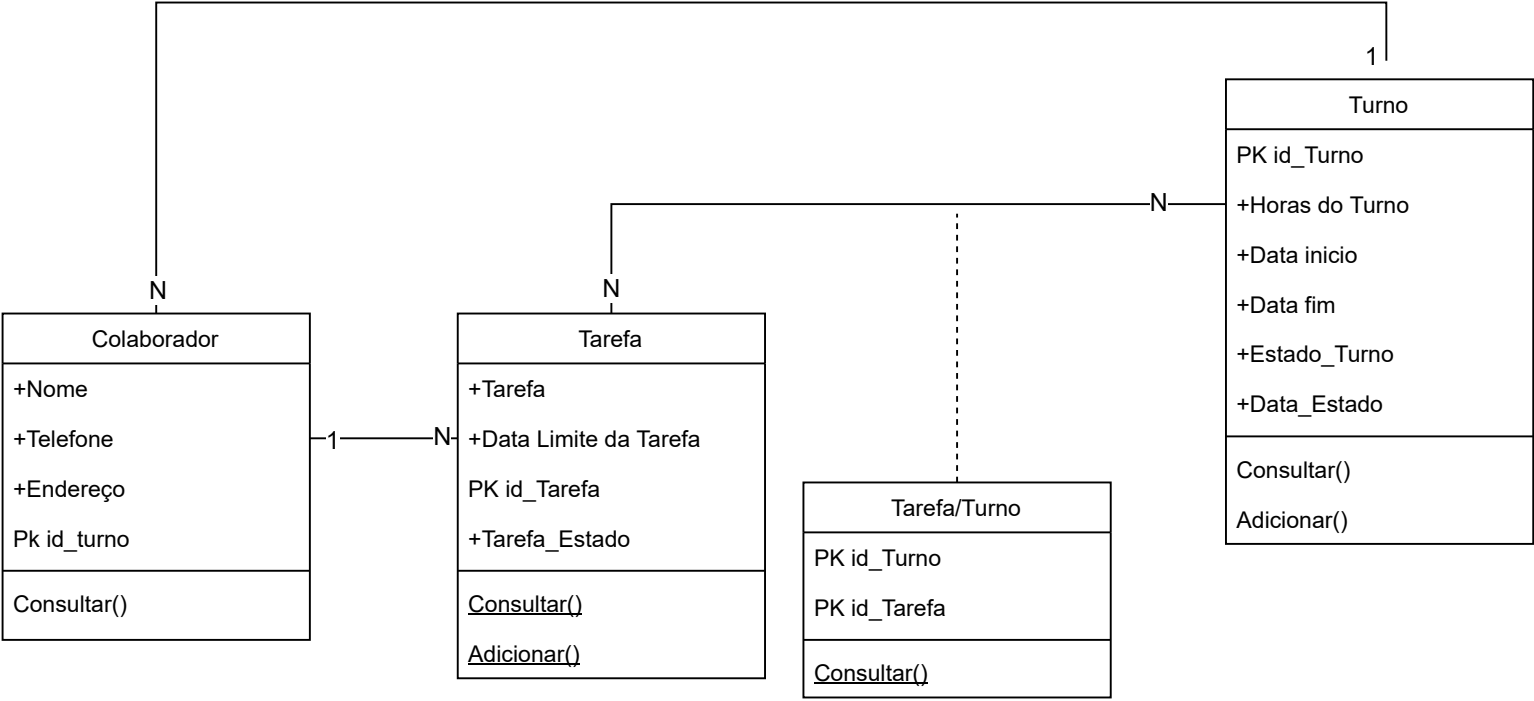 1
Turno
PK id_Turno
+Horas do Turno
+Data inicio
+Data fim
+Estado_Turno
+Data_Estado
Consultar()
Adicionar()
N
N
N
Colaborador
+Nome
+Telefone
+Endereço
Pk id_turno
Consultar()
1
N
Tarefa
+Tarefa
+Data Limite da Tarefa
PK id_Tarefa
+Tarefa_Estado
Consultar()
Adicionar()
Tarefa/Turno
PK id_Turno
PK id_Tarefa
Consultar()